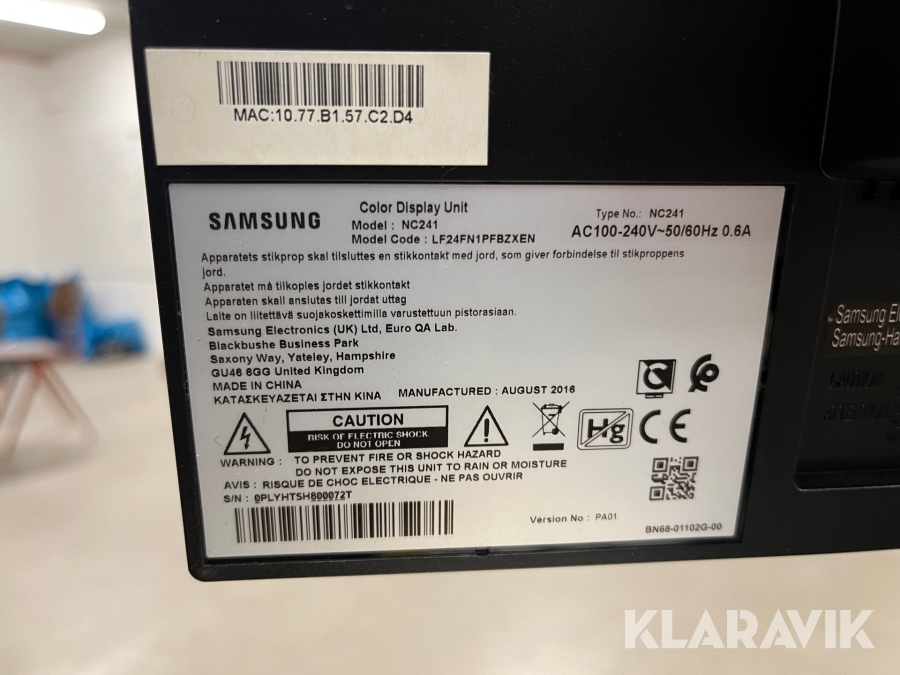 MAC:10.77.B1.57.C2.D4
SAMSUNG
Color Display Unit
Model : NC241
Model Code : LF24FN1PFBZXEN
Type No.: NC241
AC100-240V~50/60Hz 0.6A
Apparatets stikprop skal tilsluttes en stikkontakt med jord, som giver forbindelse til stikproppens
jord.
Apparatet må tilkoples jordet stikkontakt
Apparaten skall anslutas till jordat uttag
Laite on liitettävä suojakoskettimilla varustettuun pistorasiaan.
Samsung Electronics (UK) Ltd, Euro QA Lab.
Blackbushe Business Park
Saxony Way, Yateley, Hampshire
GU46 6GG United Kingdom
MADE IN CHINA
ΚΑΤΑΣΚΕΥΑΖΕΤΑΙ ΣΤΗΝ ΚΙΝΑ
MANUFACTURED : AUGUST 2016
CAUTION
RISK OF ELECTRIC SHOCK
DO NOT OPEN
Hg
CE
WARNING : TO PREVENT FIRE OR SHOCK HAZARD
DO NOT EXPOSE THIS UNIT TO RAIN OR MOISTURE
AVIS : RISQUE DE CHOC ELECTRIQUE - NE PAS OUVRIR
S/N : 0PLYHTSH800072T
Version No : PA01
BN68-01102G-00
Samsung El
Samsung-Ha
CAUTION
KLARAVIK